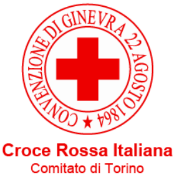 CONVENZIONE DI GINEVRA 22 AGOSTO 1864
Croce Rossa Italiana
Comitato di Torino